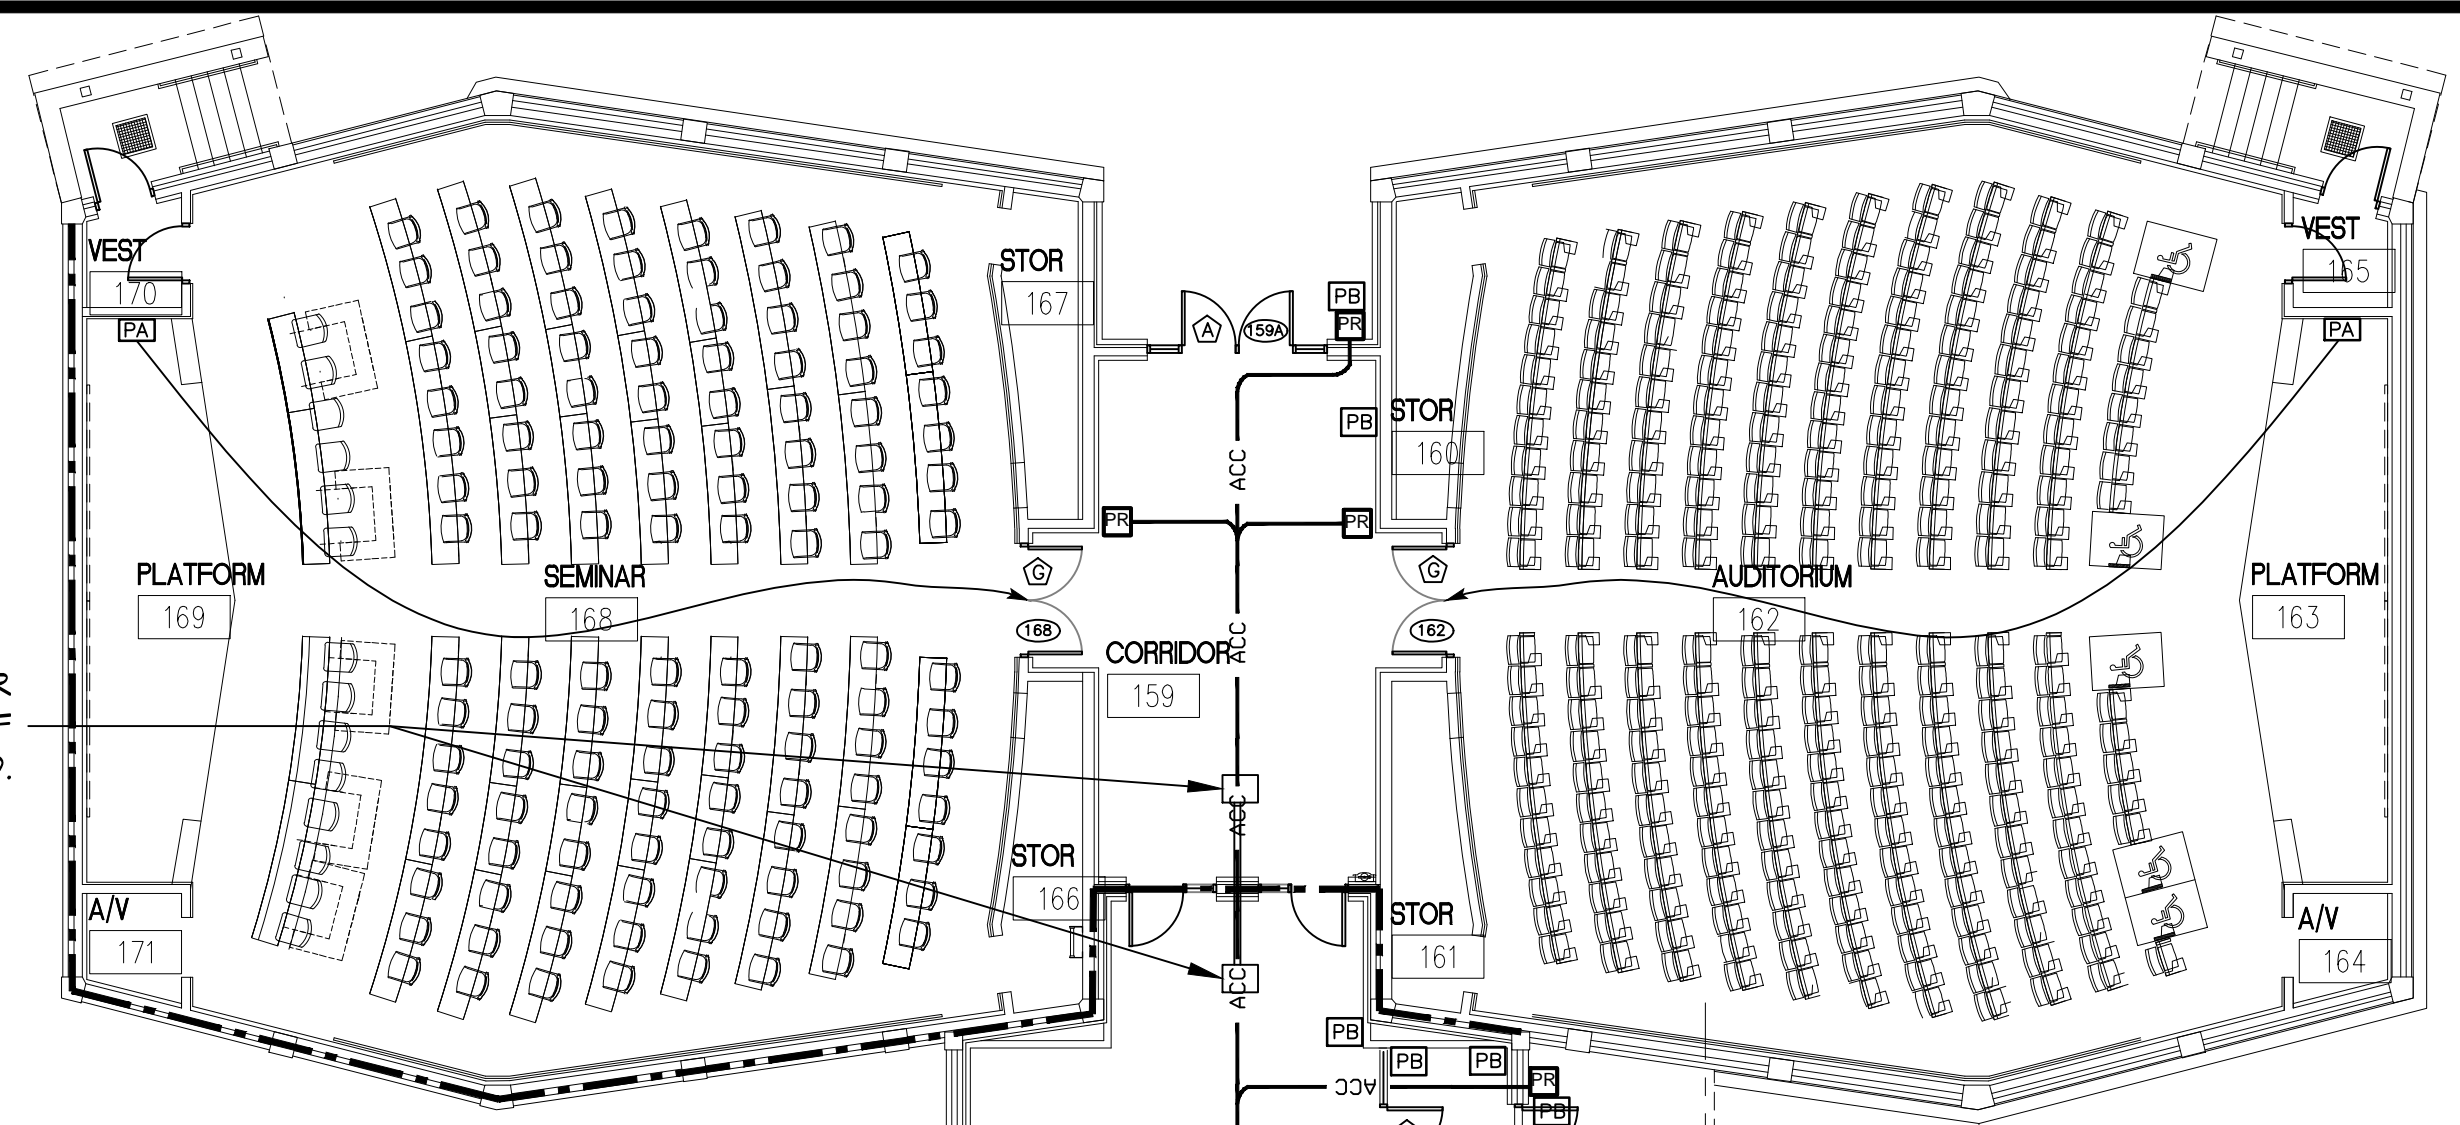 VEST
170
PA
STOR
167
A
159A
PB
PR
STOR
160
PB
VEST
165
PA
ACC
PR
PR
PLATFORM
169
SEMINAR
168
G
168
CORRIDOR
159
ACC
G
162
AUDITORIUM
162
PLATFORM
163
ACC
STOR
166
A/V
171
STOR
161
A/V
164
ACC
PB
PB
PB
ACC
PR
PB